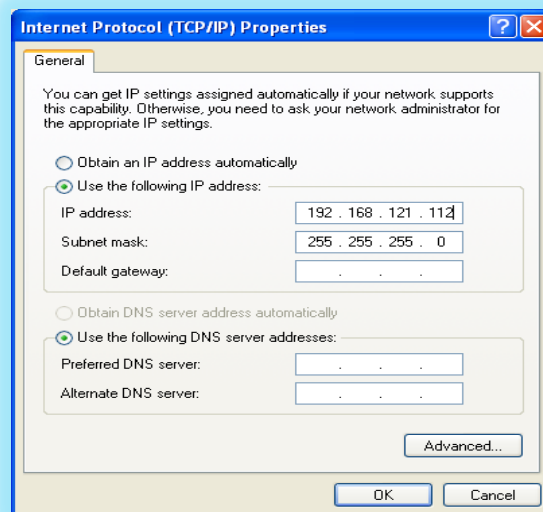 Internet Protocol (TCP/IP) Properties
General
You can get IP settings assigned automatically if your network supports
this capability. Otherwise, you need to ask your network administrator for
the appropriate IP settings.
Obtain an IP address automatically
Use the following IP address:
IP address: 192 . 168 . 121 . 112
Subnet mask: 255 . 255 . 255 . 0
Default gateway: . . .
Obtain DNS server address automatically
Use the following DNS server addresses:
Preferred DNS server: . . .
Alternate DNS server: . . .
Advanced...
OK Cancel